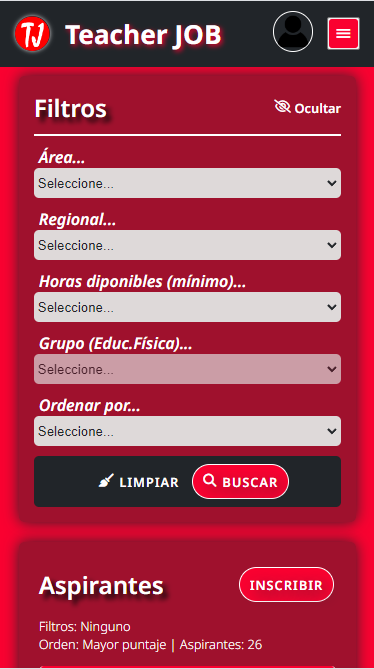 TJ Teacher JOB
Filtros Ocultar
Área...
Seleccione...
Regional...
Seleccione...
Horas diponibles (mínimo)...
Seleccione...
Grupo (Educ.Física)...
Seleccione...
Ordenar por...
Seleccione...
LIMPIAR BUSCAR
Aspirantes INSCRIBIR
Filtros: Ninguno
Orden: Mayor puntaje | Aspirantes: 26